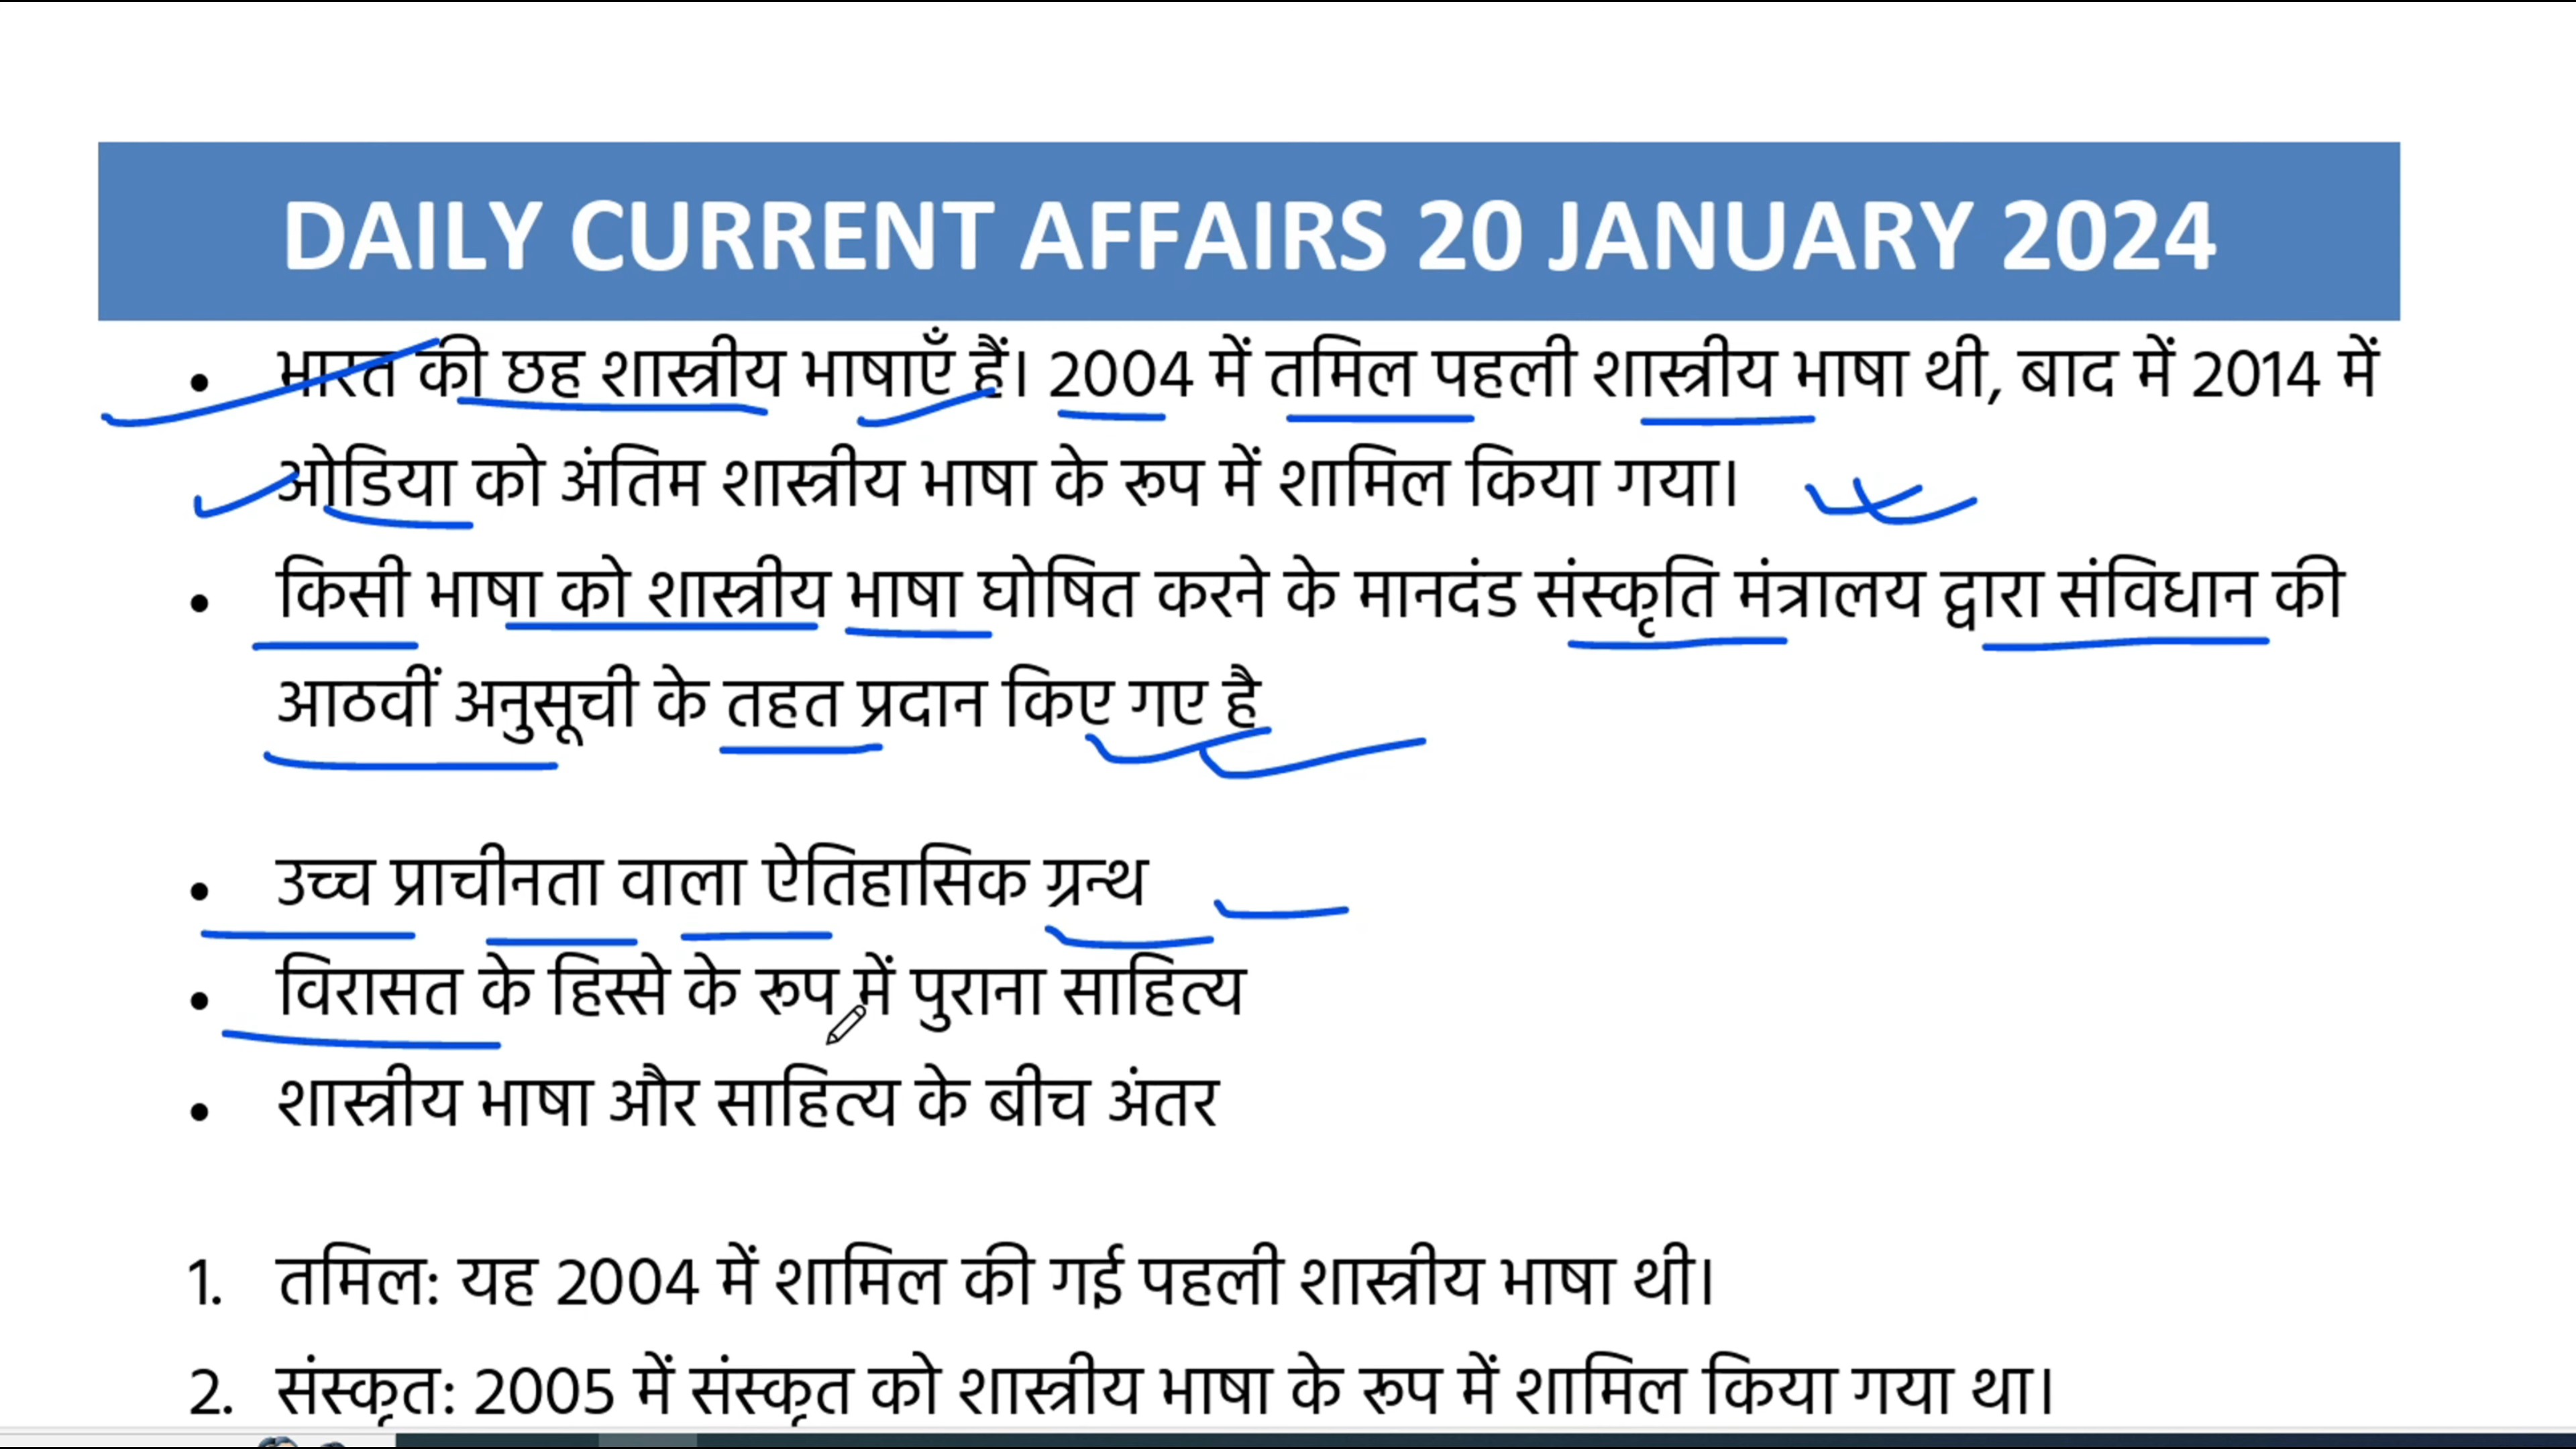 DAILY CURRENT AFFAIRS 20 JANUARY 2024
• भारत की छह शास्त्रीय भाषाएँ हैं। 2004 में तमिल पहली शास्त्रीय भाषा थी, बाद में 2014 में
ओडिया को अंतिम शास्त्रीय भाषा के रूप में शामिल किया गया।
• किसी भाषा को शास्त्रीय भाषा घोषित करने के मानदंड संस्कृति मंत्रालय द्वारा संविधान की
आठवीं अनुसूची के तहत प्रदान किए गए है
• उच्च प्राचीनता वाला ऐतिहासिक ग्रन्थ
• विरासत के हिस्से के रूप में पुराना साहित्य
• शास्त्रीय भाषा और साहित्य के बीच अंतर
1. तमिल: यह 2004 में शामिल की गई पहली शास्त्रीय भाषा थी।
2. संस्कृत: 2005 में संस्कृत को शास्त्रीय भाषा के रूप में शामिल किया गया था।